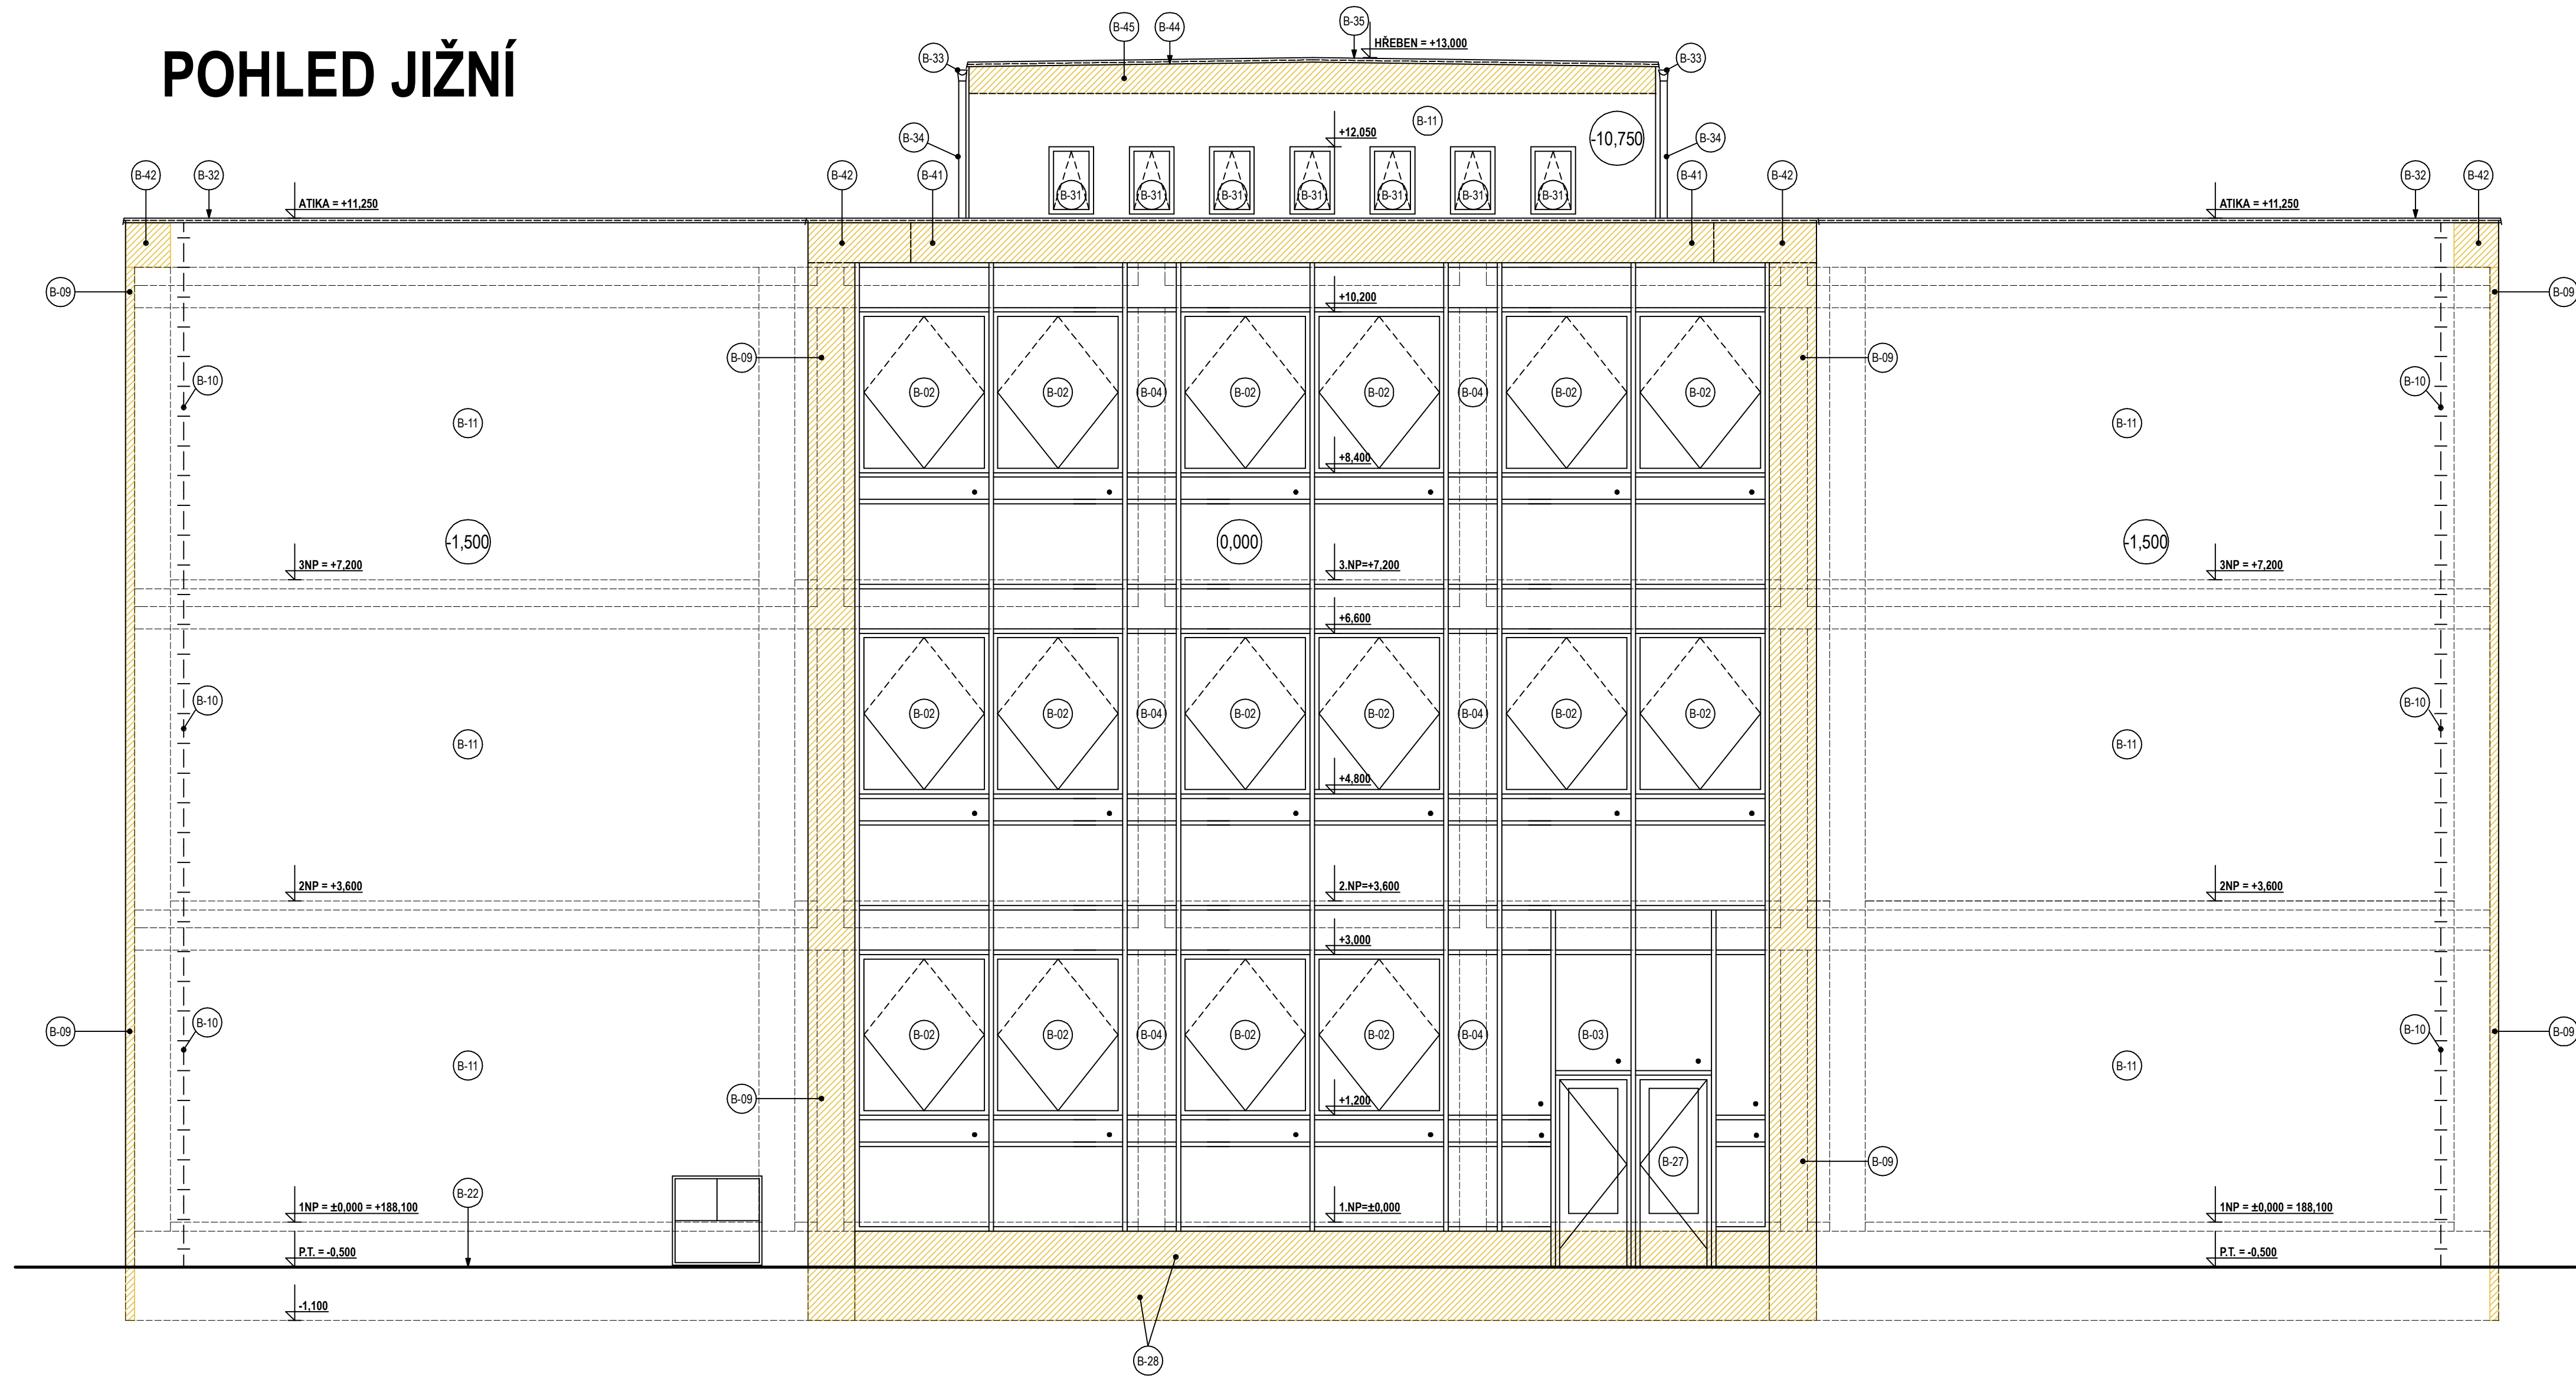 B-35
B-45
B-44
HŘEBEN = +13,000
POHLED JIŽNÍ
B-33
B-33
B-11
+12,050
-10,750
B-34
B-34
B-42
B-32
B-42
B-41
B-41
B-42
B-32
B-42
B-31
B-31
B-31
B-31
B-31
B-31
B-31
ATIKA = +11,250
ATIKA = +11,250
B-09
+10,200
B-09
B-09
B-09
B-10
B-10
B-02
B-02
B-04
B-02
B-02
B-04
B-02
B-02
B-11
B-11
+8,400
-1,500
0,000
-1,500
3NP = +7,200
3.NP=+7,200
3NP = +7,200
+6,600
B-10
B-10
B-02
B-02
B-04
B-02
B-02
B-04
B-02
B-02
B-11
B-11
+4,800
2NP = +3,600
2.NP=+3,600
2NP = +3,600
+3,000
B-10
B-10
B-09
B-09
B-02
B-02
B-04
B-02
B-02
B-04
B-03
B-11
B-11
B-09
+1,200
B-27
B-09
B-22
1NP = ±0,000 = +188,100
1.NP=±0,000
1NP = ±0,000 = 188,100
P.T. = -0,500
P.T. = -0,500
-1,100
B-28